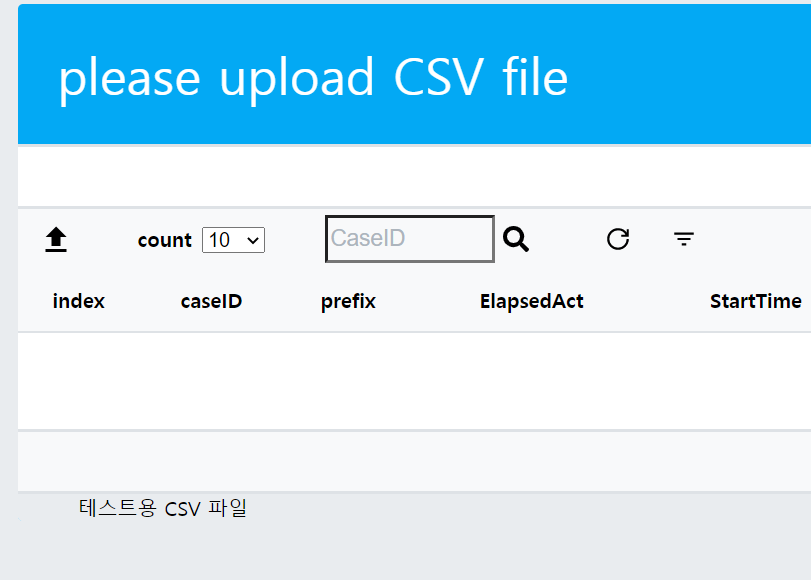 please upload CSV file
count 10 CaseID
index caseID prefix ElapsedAct StartTime
테스트용 CSV 파일